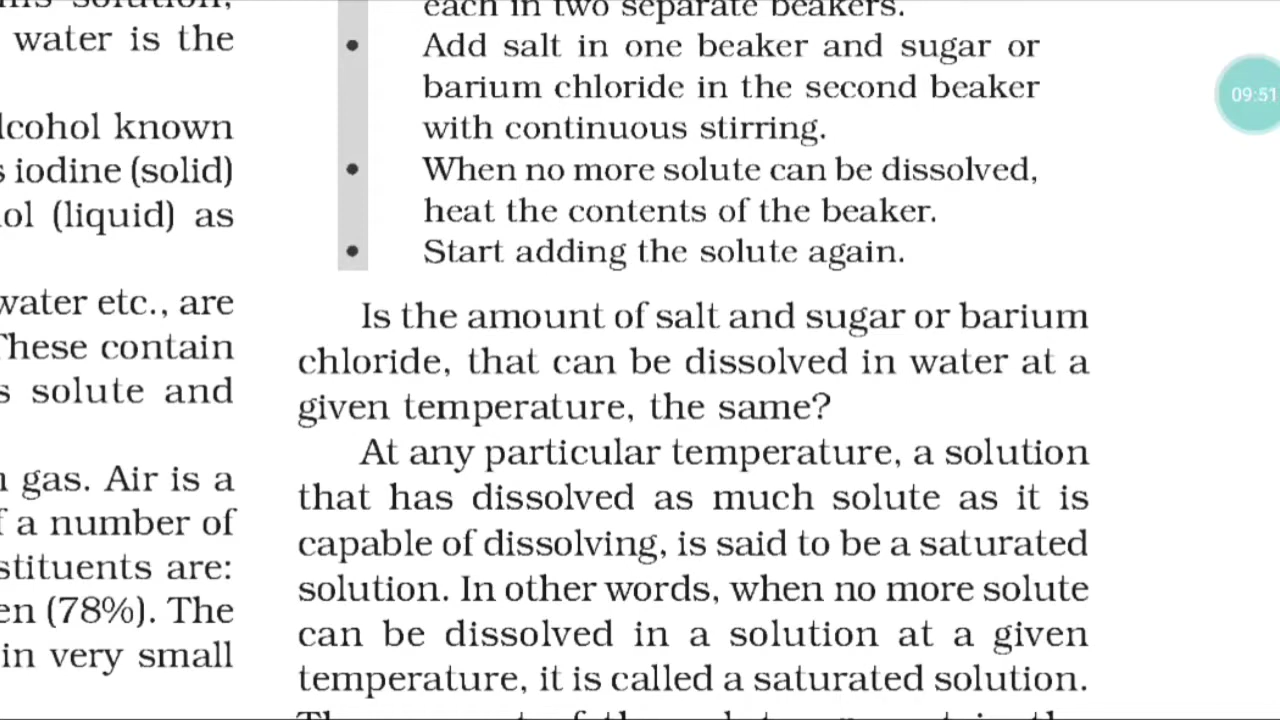 water is the
lcohol known
s iodine (solid)
ol (liquid) as
water etc., are
These contain
s solute and
gas. Air is a
f a number of
stituents are:
en (78%). The
in very small
each in two separate beakers.
• Add salt in one beaker and sugar or
barium chloride in the second beaker
with continuous stirring.
• When no more solute can be dissolved,
heat the contents of the beaker.
• Start adding the solute again.
Is the amount of salt and sugar or barium
chloride, that can be dissolved in water at a
given temperature, the same?
At any particular temperature, a solution
that has dissolved as much solute as it is
capable of dissolving, is said to be a saturated
solution. In other words, when no more solute
can be dissolved in a solution at a given
temperature, it is called a saturated solution.
09:51